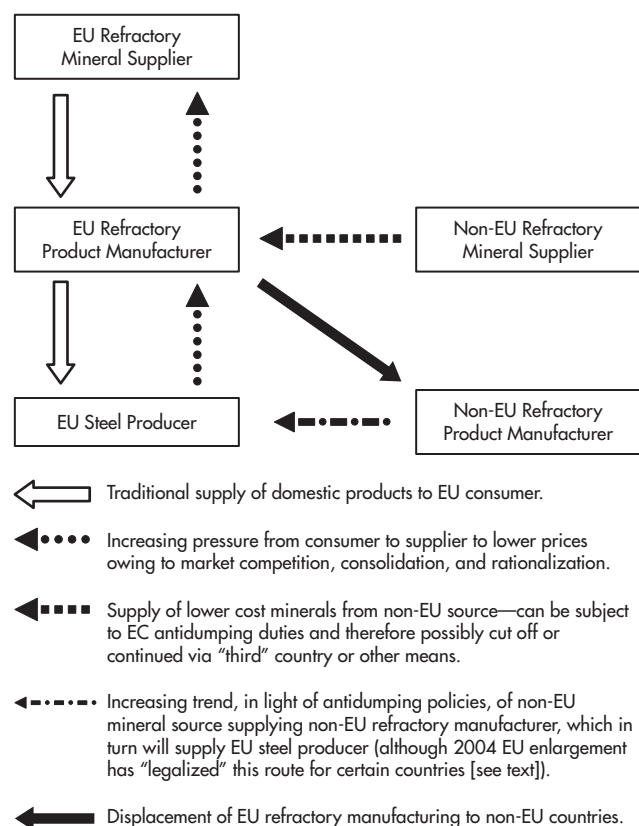 EU Refractory
Mineral Supplier
EU Refractory
Product Manufacturer
Non-EU Refractory
Mineral Supplier
EU Steel Producer
Non-EU Refractory
Product Manufacturer
Traditional supply of domestic products to EU consumer.
Increasing pressure from consumer to supplier to lower prices
owing to market competition, consolidation, and rationalization.
Supply of lower cost minerals from non-EU source—can be subject
to EC antidumping duties and therefore possibly cut off or
continued via “third” country or other means.
Increasing trend, in light of antidumping policies, of non-EU
mineral source supplying non-EU refractory manufacturer, which in
turn will supply EU steel producer (although 2004 EU enlargement
has “legalized” this route for certain countries [see text]).
Displacement of EU refractory manufacturing to non-EU countries.